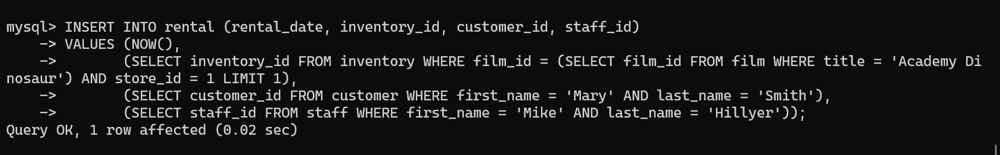 mysql> INSERT INTO rental (rental_date, inventory_id, customer_id, staff_id)
    -> VALUES (NOW(),
    ->        (SELECT inventory_id FROM inventory WHERE film_id = (SELECT film_id FROM film WHERE title = 'Academy Di
nosaur') AND store_id = 1 LIMIT 1),
    ->        (SELECT customer_id FROM customer WHERE first_name = 'Mary' AND last_name = 'Smith'),
    ->        (SELECT staff_id FROM staff WHERE first_name = 'Mike' AND last_name = 'Hillyer'));
Query OK, 1 row affected (0.02 sec)